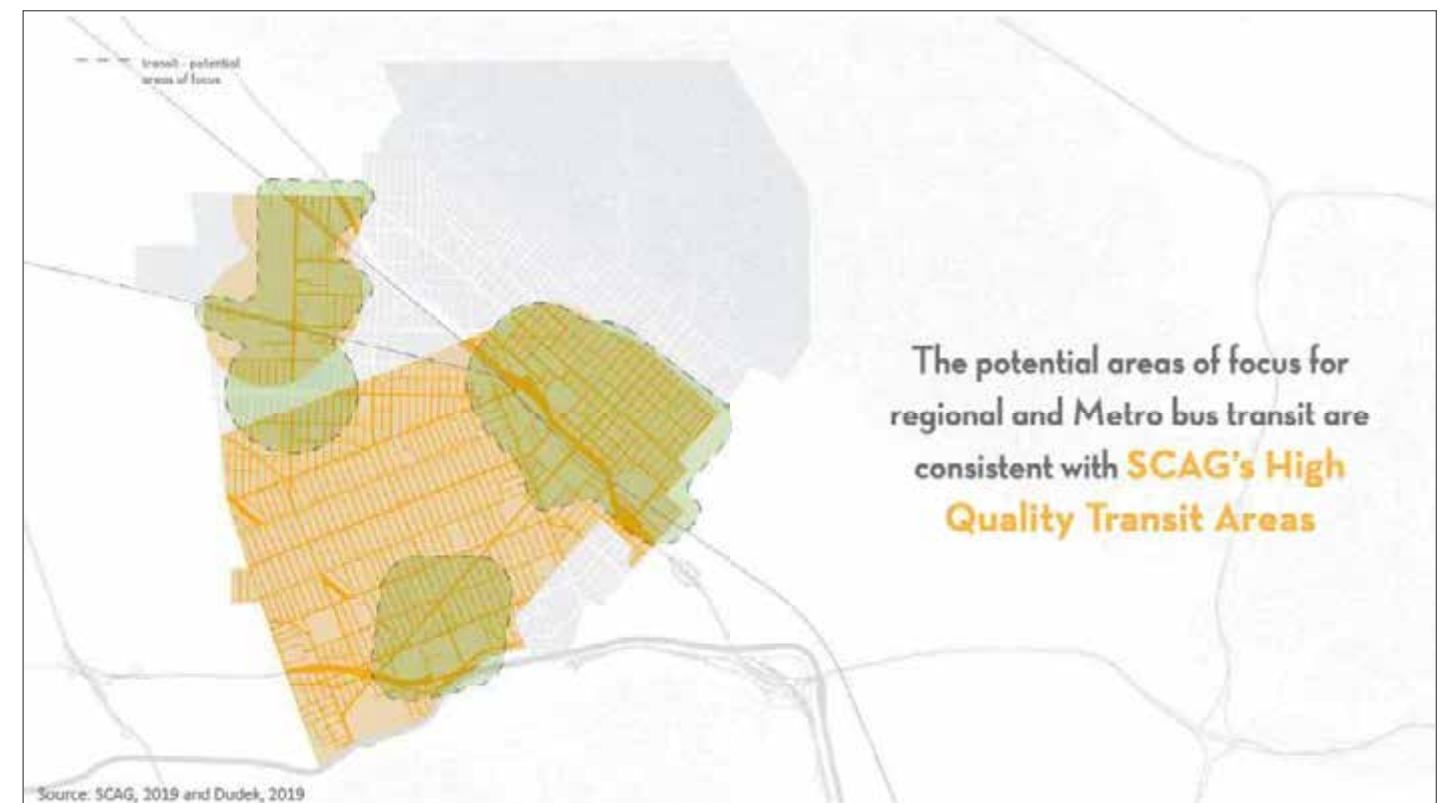 transit - potential
areas of focus
The potential areas of focus for
regional and Metro bus transit are
consistent with SCAG's High
Quality Transit Areas
Source: SCAG, 2019 and Dudek, 2019